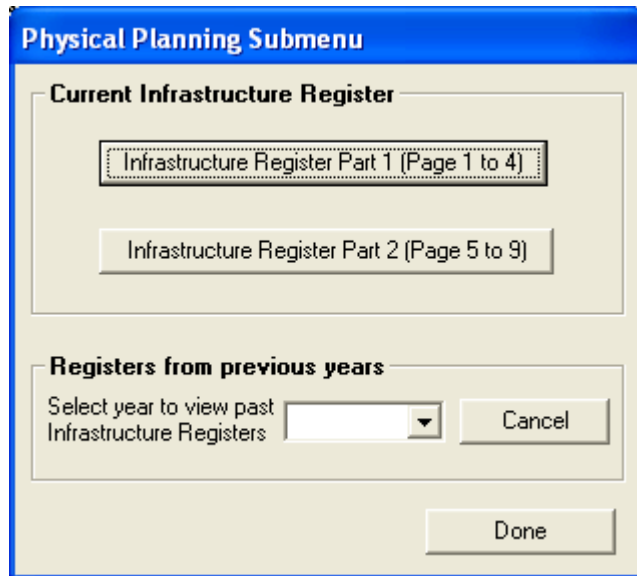 Physical Planning Submenu
Current Infrastructure Register
Infrastructure Register Part 1 (Page 1 to 4)
Infrastructure Register Part 2 (Page 5 to 9)
Registers from previous years
Select year to view past
Infrastructure Registers
Cancel
Done